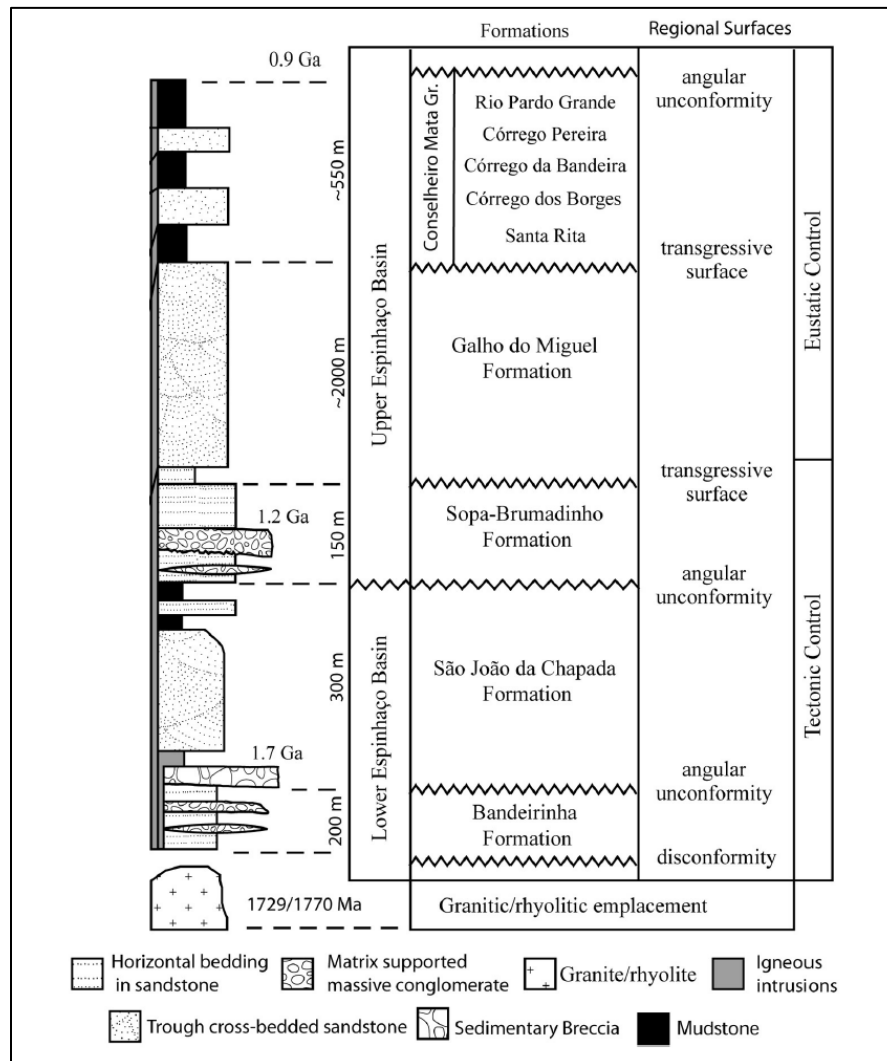 Formations
Regional Surfaces
0.9 Ga
~550 m
~2000 m
1.2 Ga
150 m
300 m
1.7 Ga
200 m
1729/1770 Ma
Upper Espinhaço Basin
Lower Espinhaço Basin
Conselheiro Mata Gr.
Rio Pardo Grande
Córrego Pereira
Córrego da Bandeira
Córrego dos Borges
Santa Rita
Galho do Miguel
Formation
Sopa-Brumadinho
Formation
São João da Chapada
Formation
Bandeirinha
Formation
Granitic/rhyolitic emplacement
angular
unconformity
transgressive
surface
transgressive
surface
angular
unconformity
angular
unconformity
disconformity
Eustatic Control
Tectonic Control
Horizontal bedding
in sandstone
Matrix supported
massive conglomerate
Granite/rhyolite
Igneous
intrusions
Trough cross-bedded sandstone
Sedimentary Breccia
Mudstone